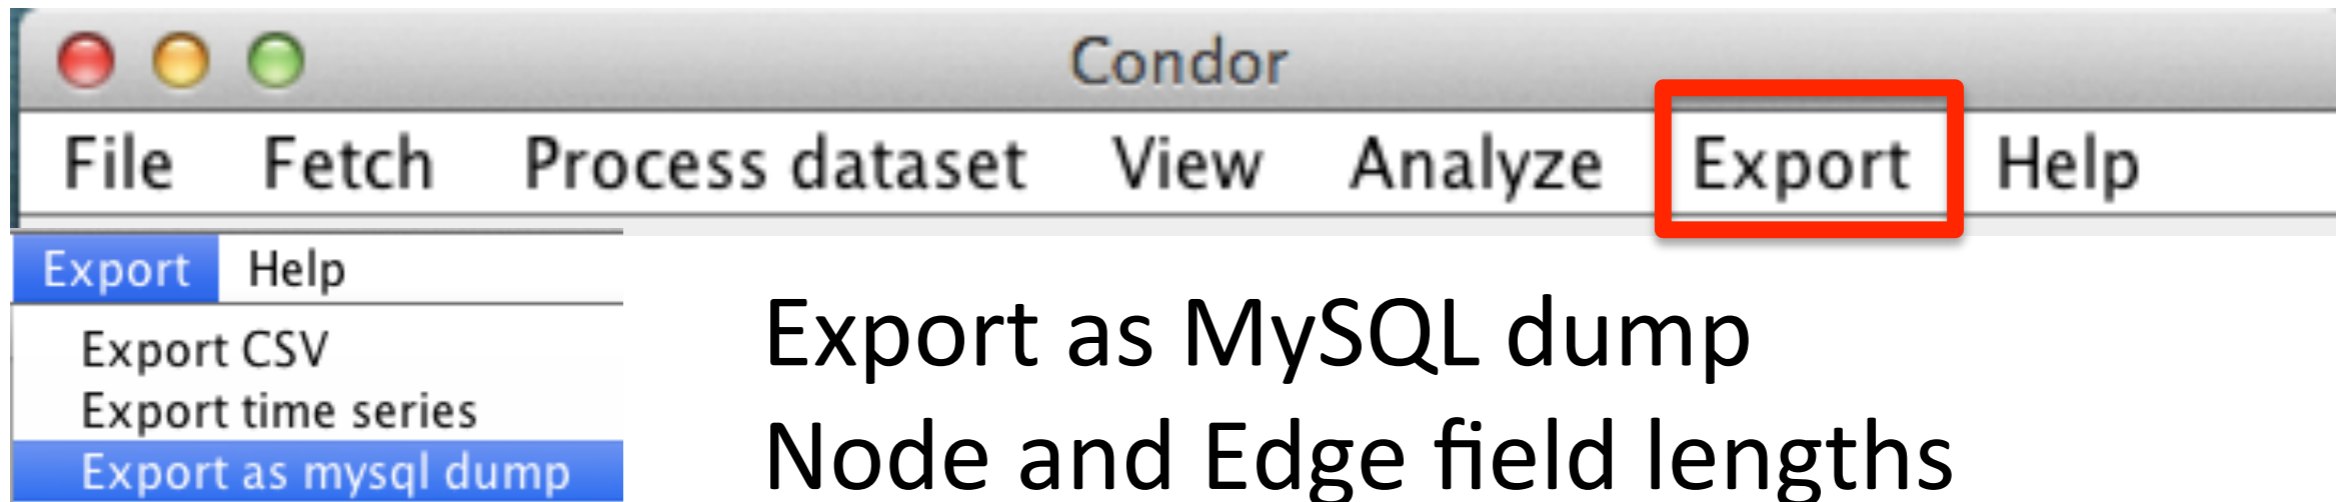 Condor
File Fetch Process dataset View Analyze Export Help
Export Help
Export CSV
Export time series
Export as mysql dump
Export as MySQL dump
Node and Edge field lengths